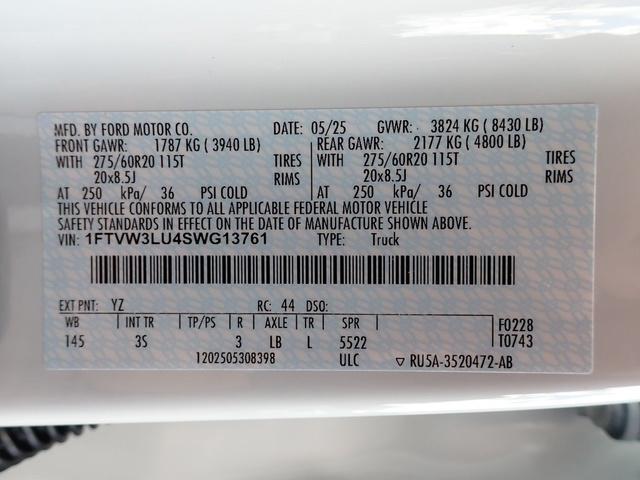 MFD. BY FORD MOTOR CO. DATE: 05/25 GVWR: 3824 KG ( 8430 LB)
FRONT GAWR: 1787 KG ( 3940 LB) REAR GAWR: 2177 KG ( 4800 LB)
WITH 275/60R20 115T TIRES WITH 275/60R20 115T TIRES
20x8.5J RIMS 20x8.5J RIMS
AT 250 kPa/ 36 PSI COLD AT 250 kPa/ 36 PSI COLD
THIS VEHICLE CONFORMS TO ALL APPLICABLE FEDERAL MOTOR VEHICLE
SAFETY STANDARDS IN EFFECT ON THE DATE OF MANUFACTURE SHOWN ABOVE.
VIN: 1FTVW3LU4SWG13761 TYPE: Truck
EXT PNT: YZ RC: 44 DSO:
WB INT TR TP/PS R AXLE TR SPR F0228
145 3S 3 LB L 5522 T0743
1202505308398 ULC ▽ RU5A-3520472-AB